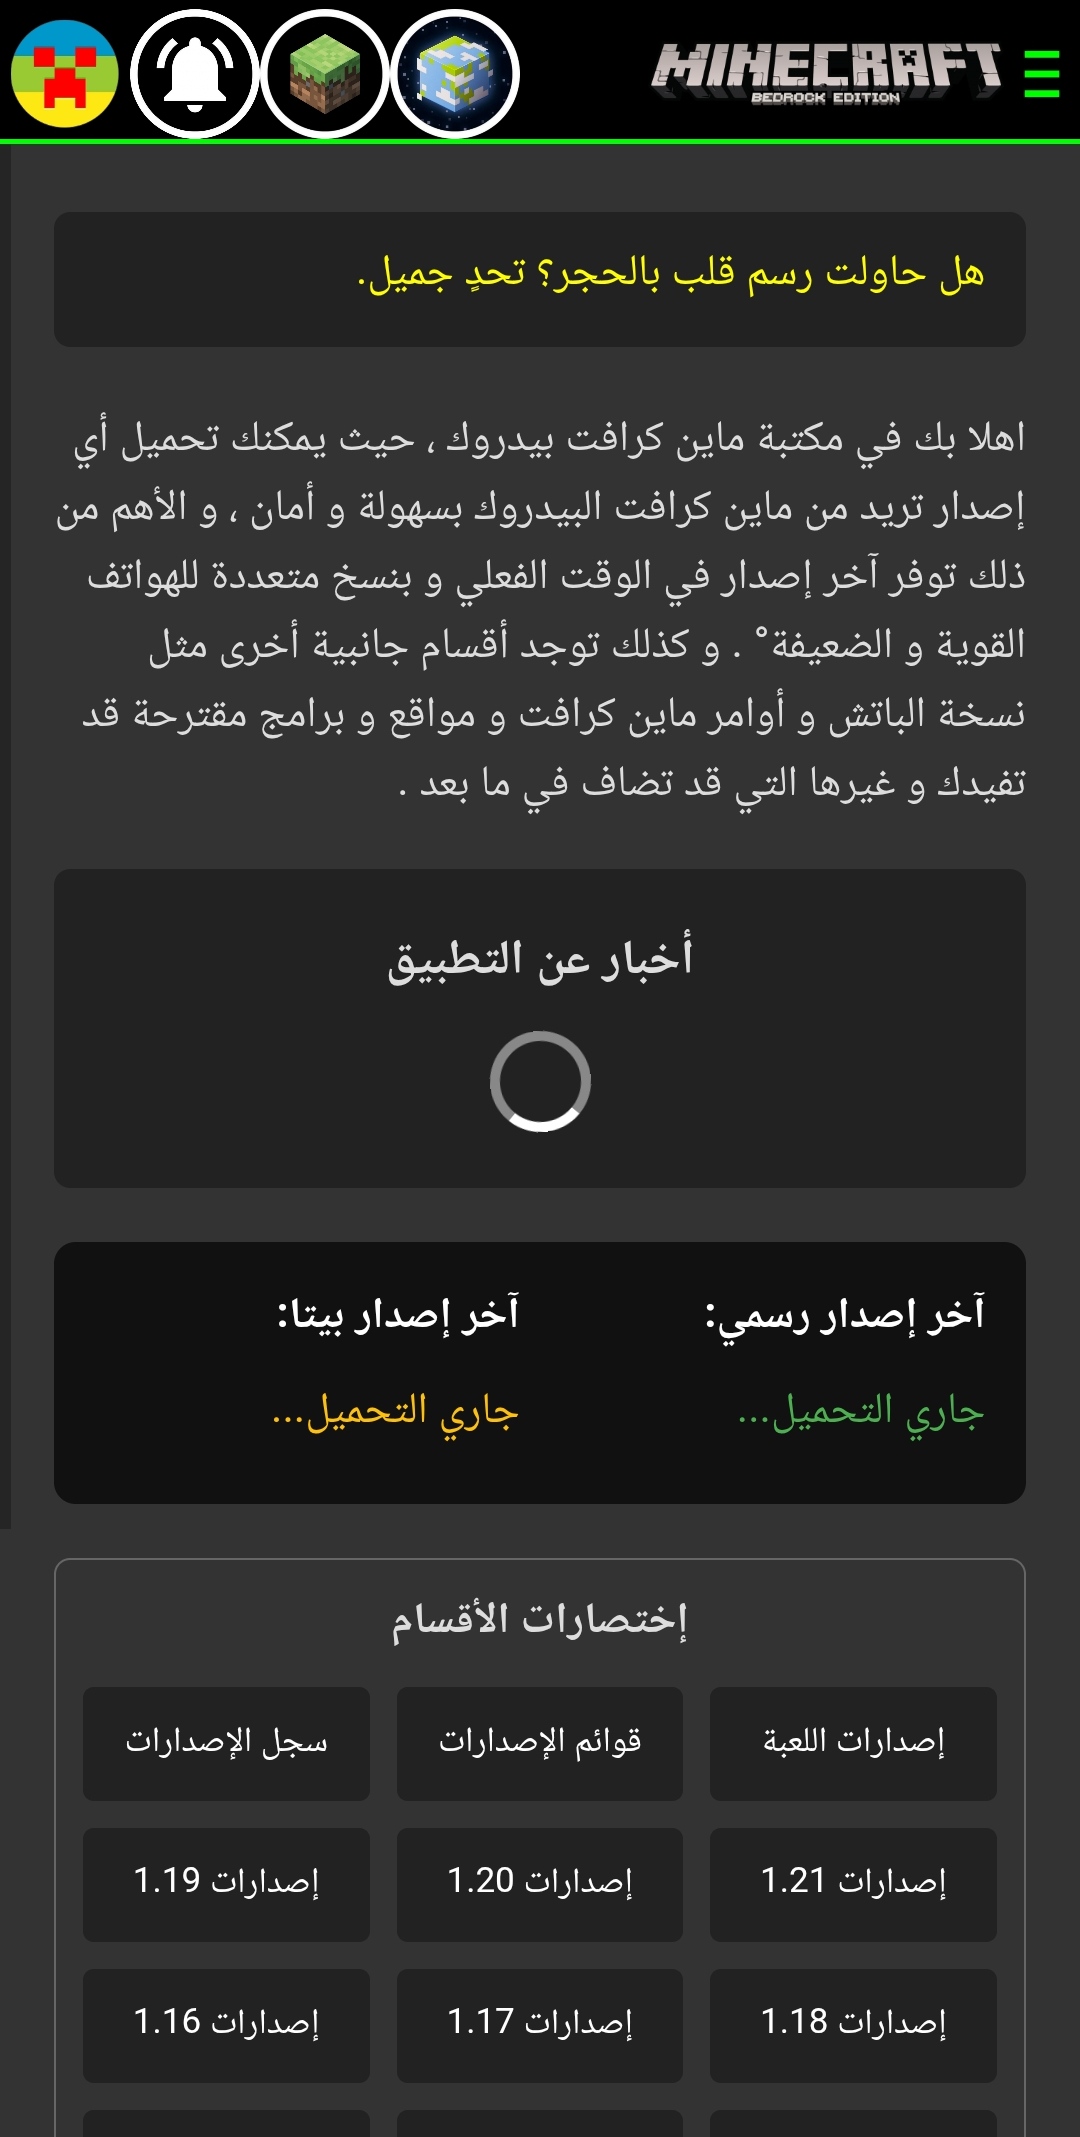 MINECRAFT
BEDROCK EDITION
هل حاولت رسم قلب بالحجر؟ تحدٍ جميل.
اهلا بك في مكتبة ماين كرافت بيدروك ، حيث يمكنك تحميل أي
إصدار تريد من ماين كرافت البيدروك بسهولة و أمان ، و الأهم من
ذلك توفر آخر إصدار في الوقت الفعلي و بنسخ متعددة للهواتف
القوية و الضعيفة° . و كذلك توجد أقسام جانبية أخرى مثل
نسخة الباتش و أوامر ماين كرافت و مواقع و برامج مقترحة قد
تفيدك و غيرها التي قد تضاف في ما بعد .
أخبار عن التطبيق
آخر إصدار رسمي:
جاري التحميل...
آخر إصدار بيتا:
جاري التحميل...
إختصارات الأقسام
إصدارات اللعبة
قوائم الإصدارات
سجل الإصدارات
إصدارات 1.21
إصدارات 1.20
إصدارات 1.19
إصدارات 1.18
إصدارات 1.17
إصدارات 1.16